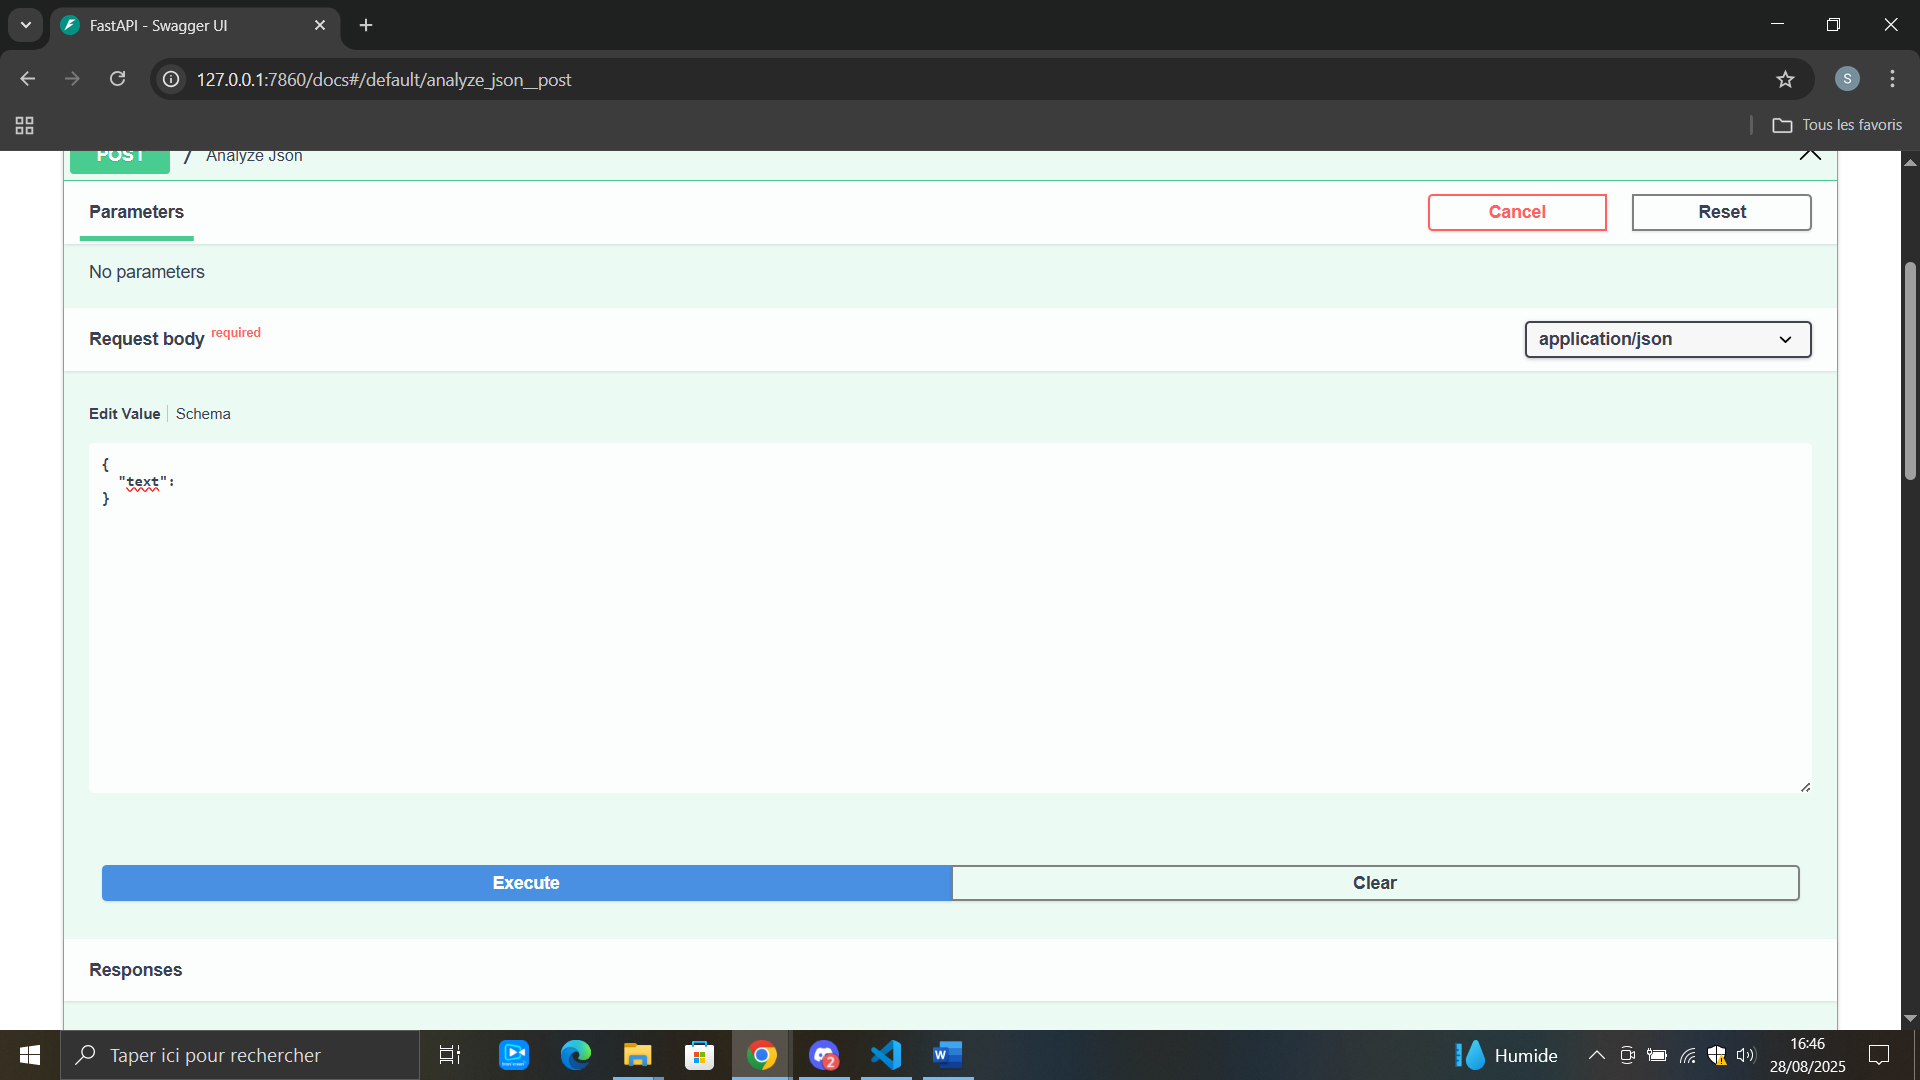 FastAPI - Swagger UI
127.0.0.1:7860/docs#/default/analyze_json__post
S
Tous les favoris
POST / Analyze Json
Parameters
Cancel
Reset
No parameters
Request body required
application/json
Edit Value
Schema
{
"text":
}
Execute
Clear
Responses
Taper ici pour rechercher
2
Humide
16:46
28/08/2025